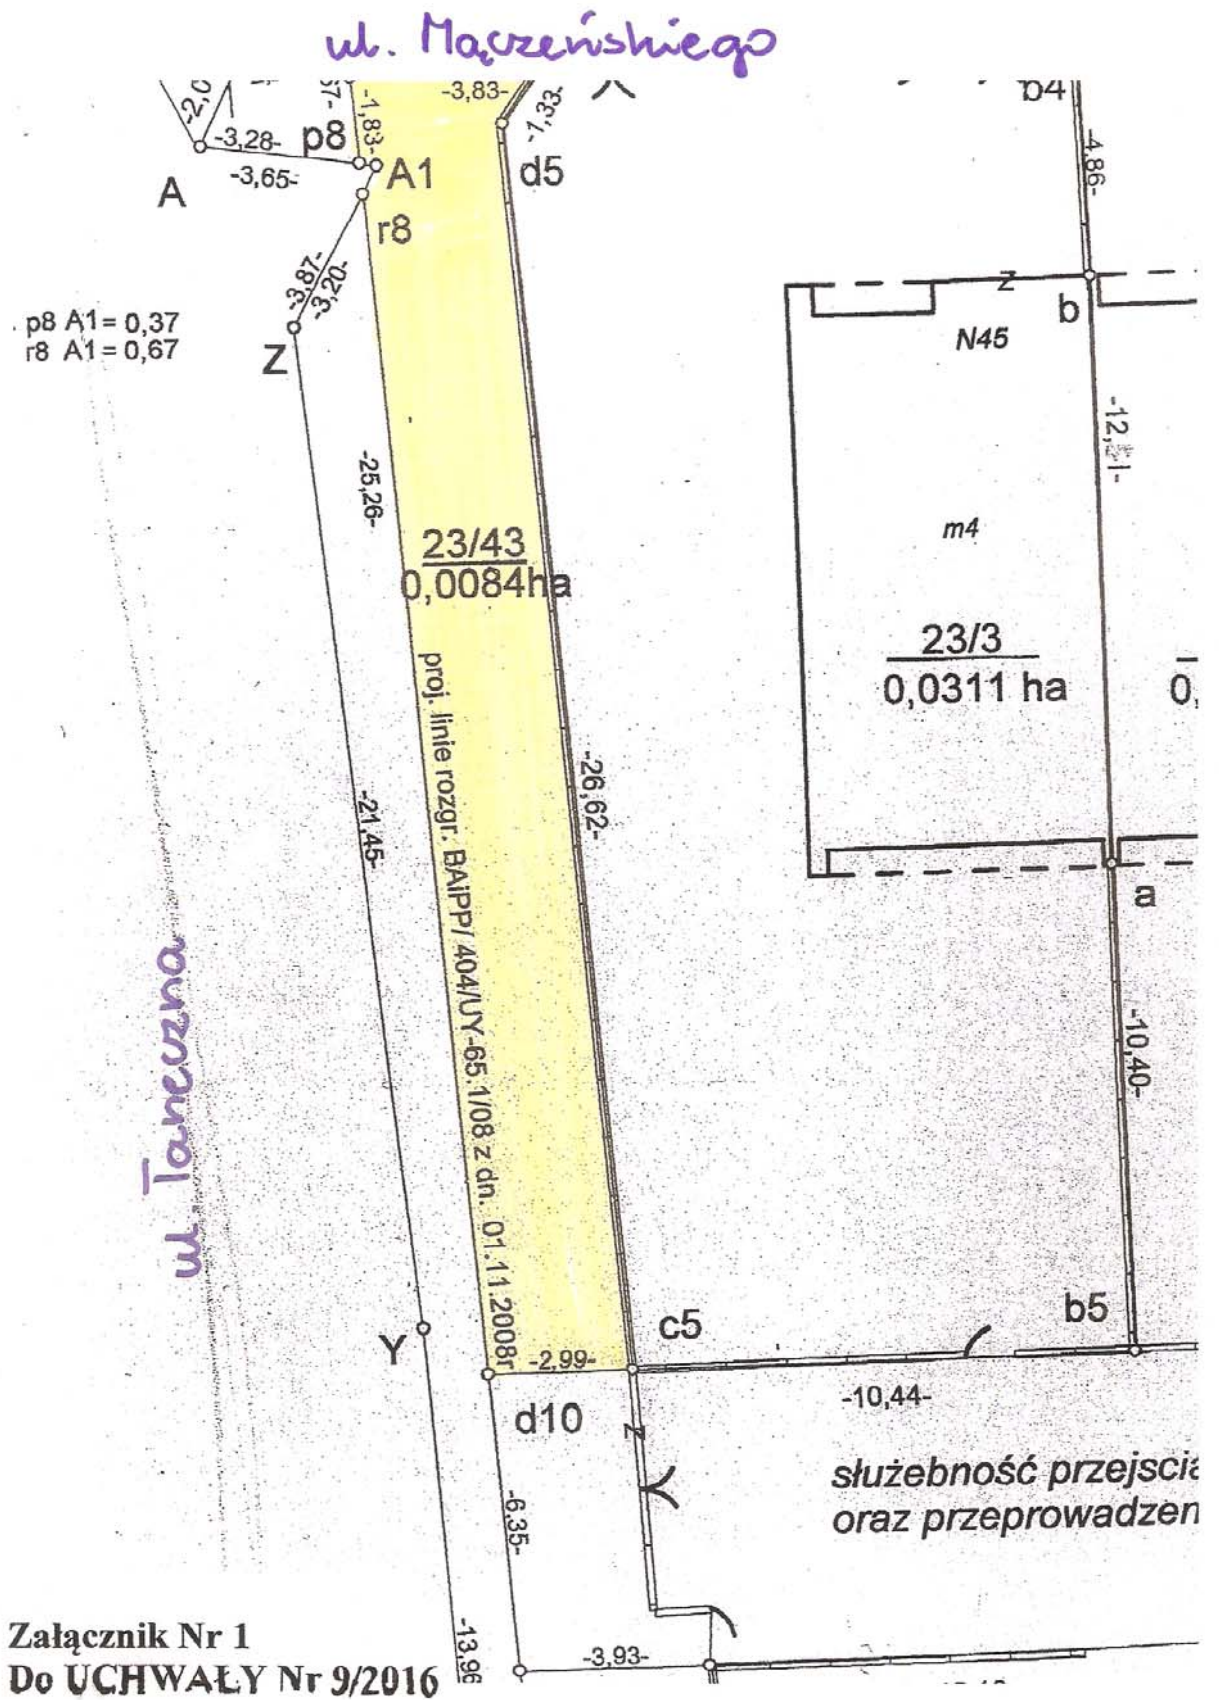 ul. Mączeńskiego
-3,83-
-1,83-
-1,33-
b4
-3,28-
p8
A1
d5
-4,86-
-3,65-
A
r8
-3,87-
-3,20-
p8 A1= 0,37
r8 A1= 0,67
Z
z
b
N45
-25,26-
m4
23/43
0,0084ha
23/3
0,0311 ha
proj. linie rozgr. BAiPP/ 404/UY-65.1/08 z dn. 01.11.2008r
-26,62-
-21,45-
a
ul. Taneczna
-10,40-
b5
c5
Y
-2,99-
d10
z
-10,44-
służebność przejscia
oraz przeprowadzen
-6,35-
-13,96
-3,93-
Załącznik Nr 1
Do UCHWAŁY Nr 9/2016